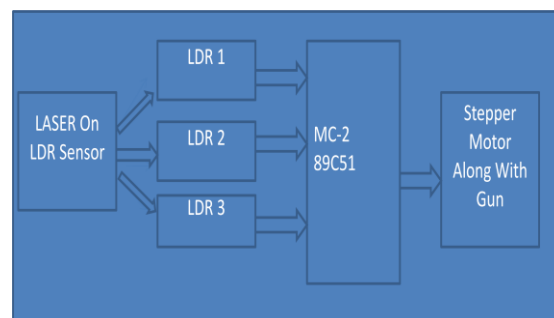 LASER On
LDR Sensor
LDR 1
LDR 2
LDR 3
MC-2
89C51
Stepper
Motor
Along With
Gun